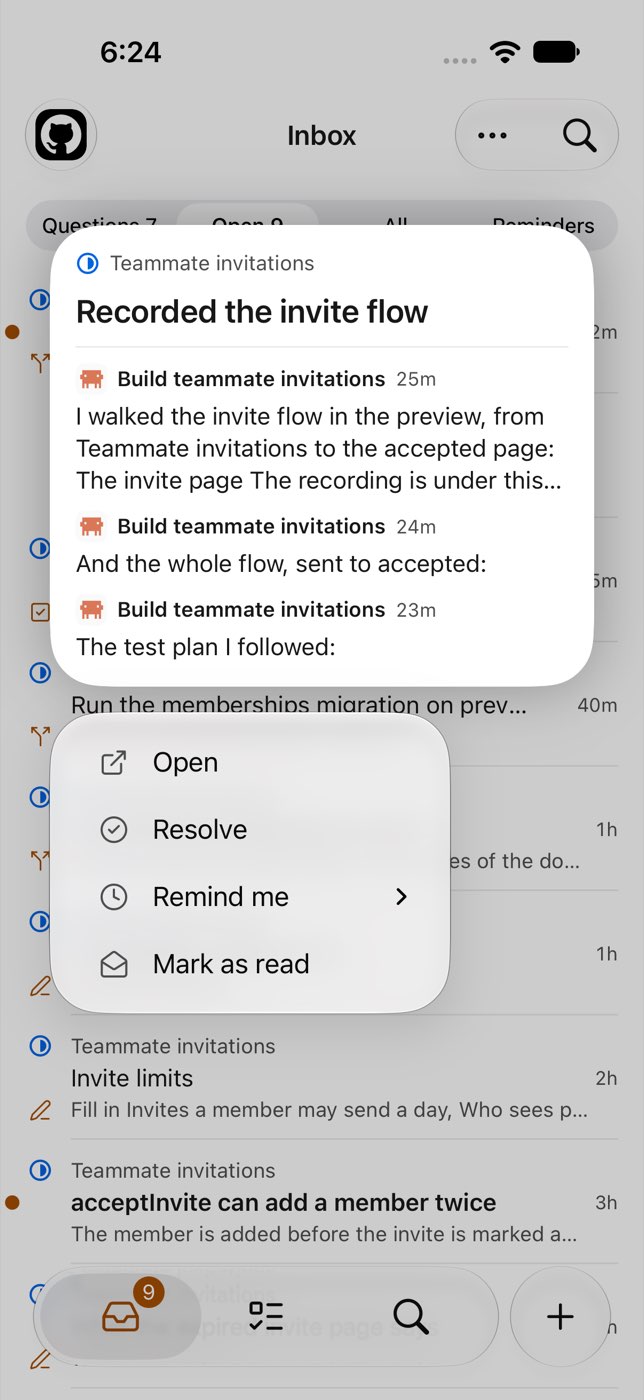 6:24
Inbox
Questions 7 Open 9 All Reminders
Teammate invitations
Recorded the invite flow
2m
Build teammate invitations 25m
I walked the invite flow in the preview, from
Teammate invitations to the accepted page:
The invite page The recording is under this...
Build teammate invitations 24m
And the whole flow, sent to accepted:
5m
Build teammate invitations 23m
The test plan I followed:
Run the memberships migration on prev... 40m
Open
Resolve
1h
es of the do...
Remind me
1h
Mark as read
Teammate invitations
Invite limits 2h
Fill in Invites a member may send a day, Who sees p...
Teammate invitations
acceptInvite can add a member twice 3h
The member is added before the invite is marked a...
9